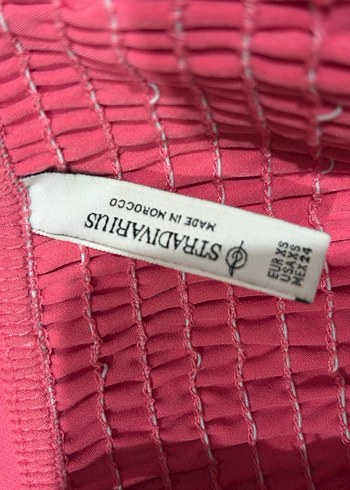 STRADIVARIUS
MADE IN MOROCCO
EUR XS
USA XS
MEX 24